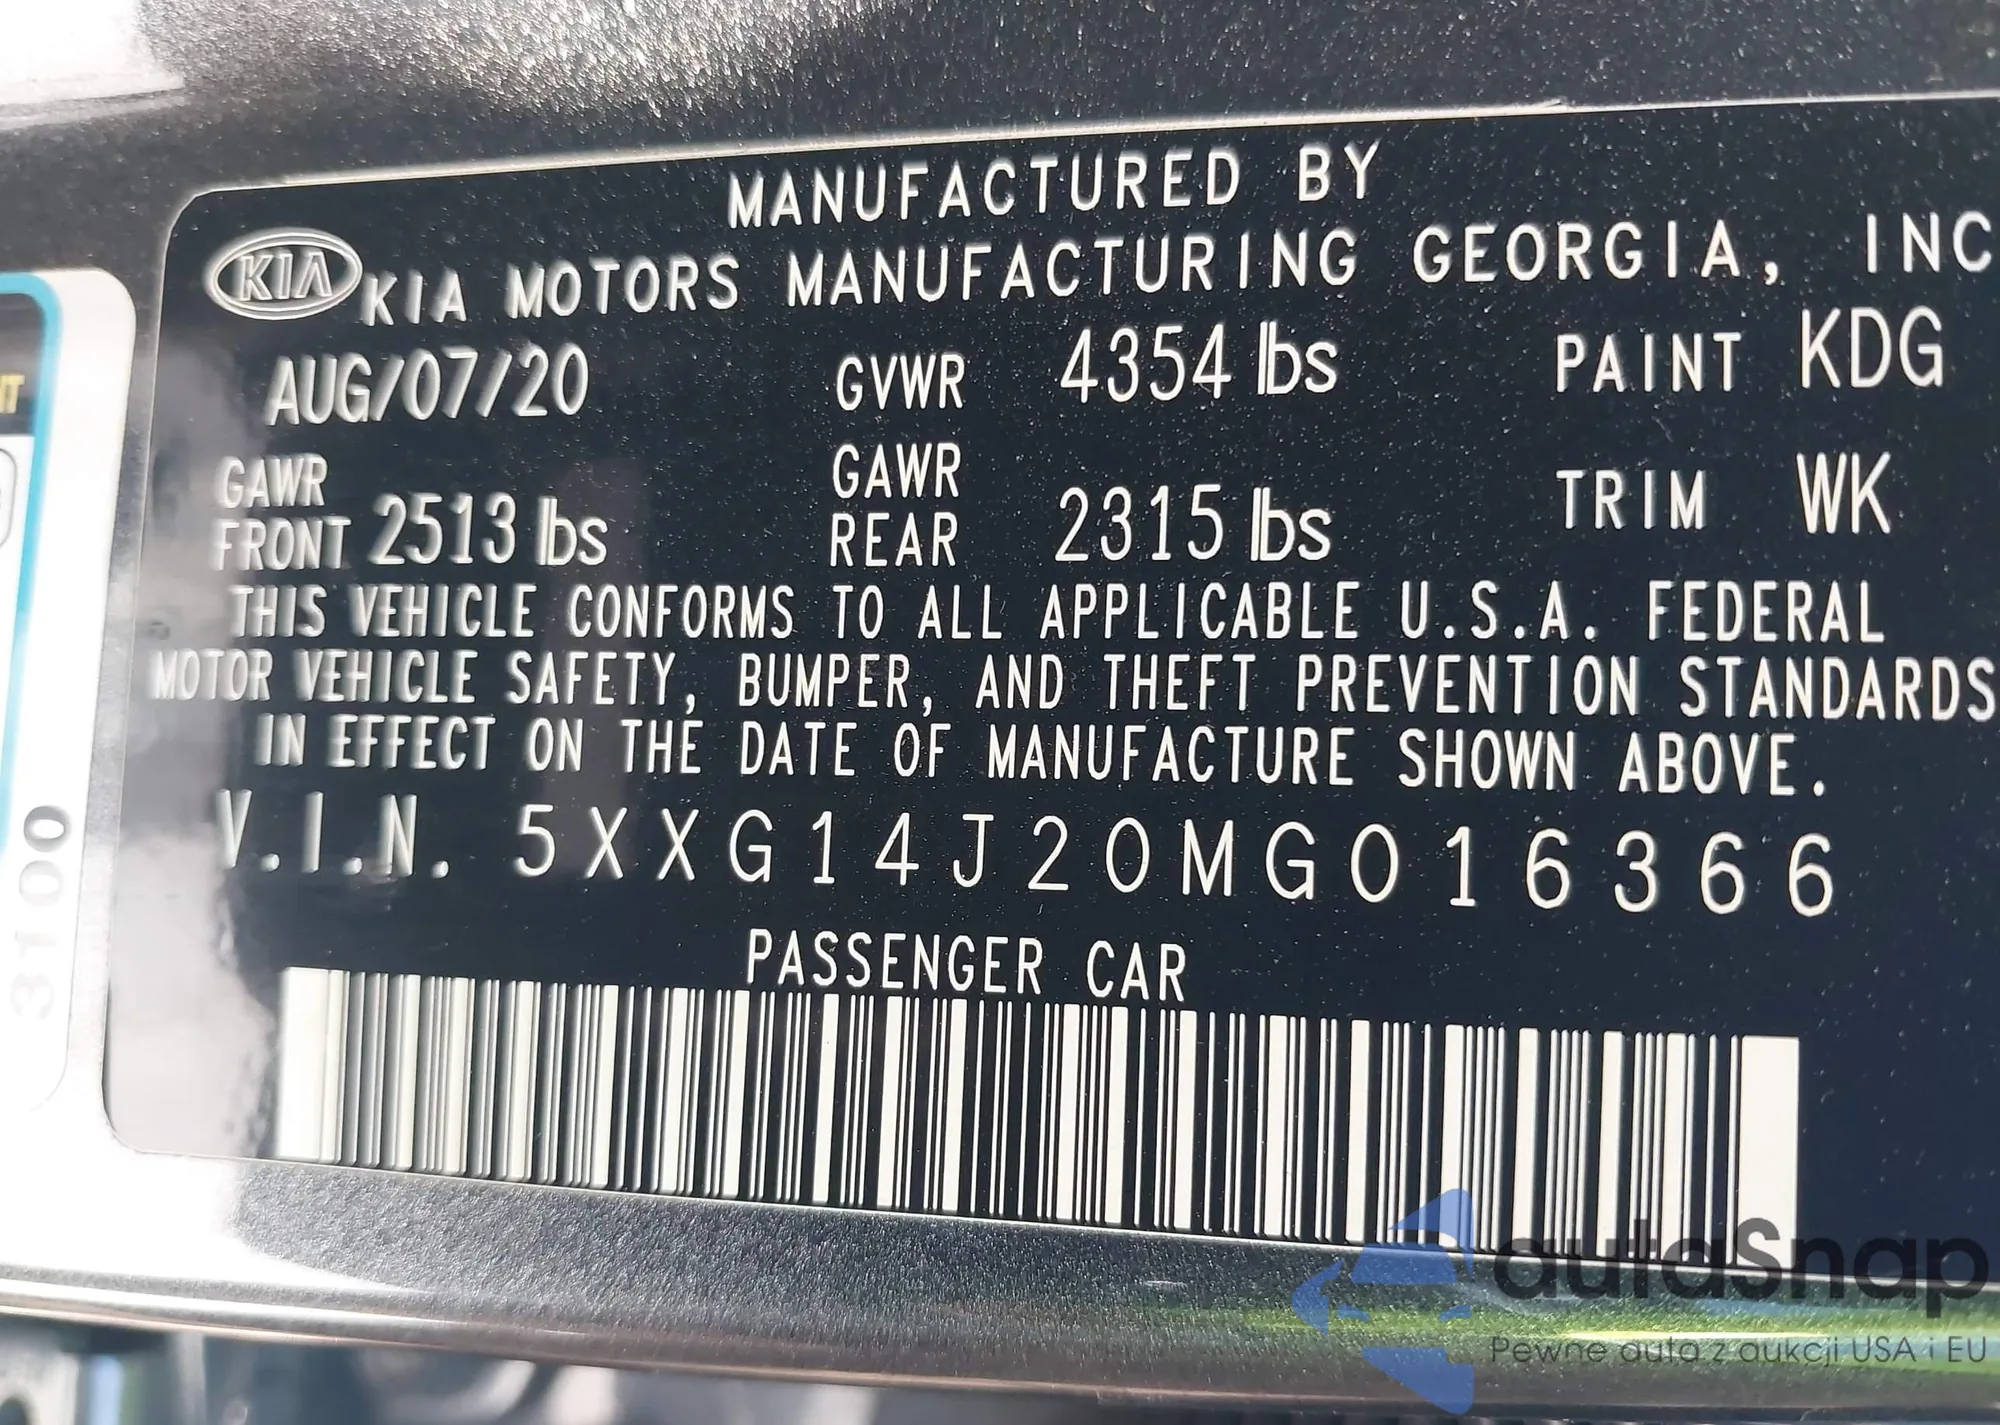 MANUFACTURED BY
KIA KIA MOTORS MANUFACTURING GEORGIA, INC
AUG/07/20 GVWR 4354 lbs PAINT KDG
GAWR FRONT 2513 lbs GAWR REAR 2315 lbs TRIM WK
THIS VEHICLE CONFORMS TO ALL APPLICABLE U.S.A. FEDERAL
MOTOR VEHICLE SAFETY, BUMPER, AND THEFT PREVENTION STANDARDS
IN EFFECT ON THE DATE OF MANUFACTURE SHOWN ABOVE.
V.I.N. 5XXG14J20MG016366
PASSENGER CAR
3100
autaSnap
Pewne auta z aukcji USA i EU